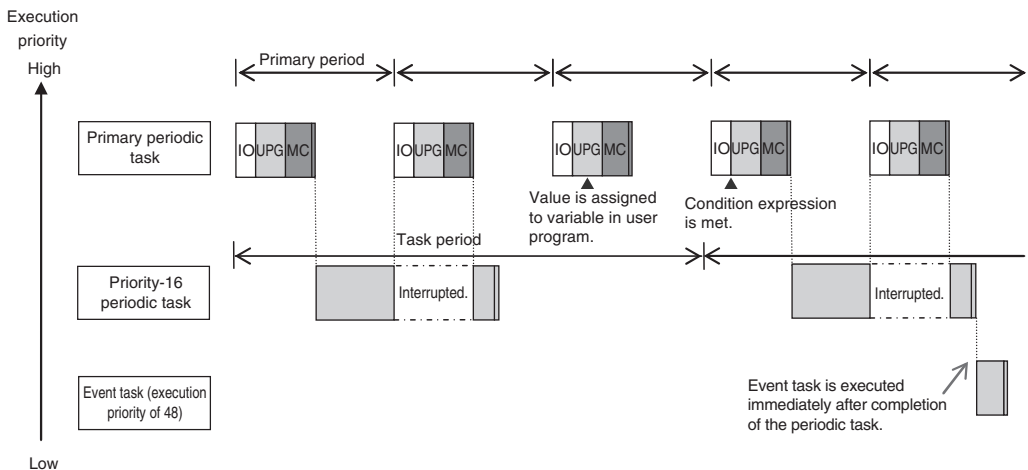 Execution
priority
High
Primary period
Primary periodic
task
IO UPG MC
IO UPG MC
IO UPG MC
IO UPG MC
IO UPG MC
Value is assigned
to variable in user
program.
Condition expression
is met.
Task period
Priority-16
periodic task
Interrupted.
Interrupted.
Event task (execution
priority of 48)
Event task is executed
immediately after completion
of the periodic task.
Low